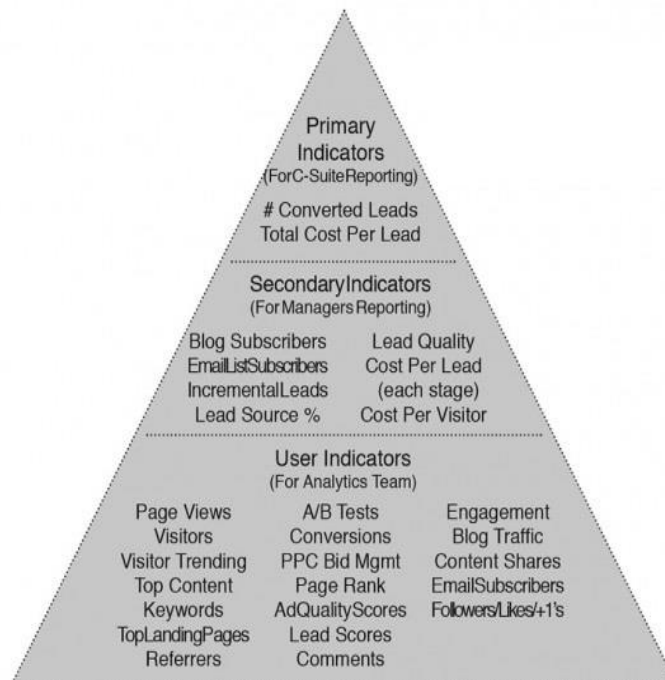 Primary
Indicators
(ForC-SuiteReporting)
# Converted Leads
Total Cost Per Lead
SecondaryIndicators
(For Managers Reporting)
Blog Subscribers
EmailListSubscribers
IncrementalLeads
Lead Source %
Lead Quality
Cost Per Lead
(each stage)
Cost Per Visitor
User Indicators
(For Analytics Team)
Page Views
Visitors
Visitor Trending
Top Content
Keywords
TopLandingPages
Referrers
A/B Tests
Conversions
PPC Bid Mgmt
Page Rank
AdQualityScores
Lead Scores
Comments
Engagement
Blog Traffic
Content Shares
EmailSubscribers
Followers/Likes/+1's